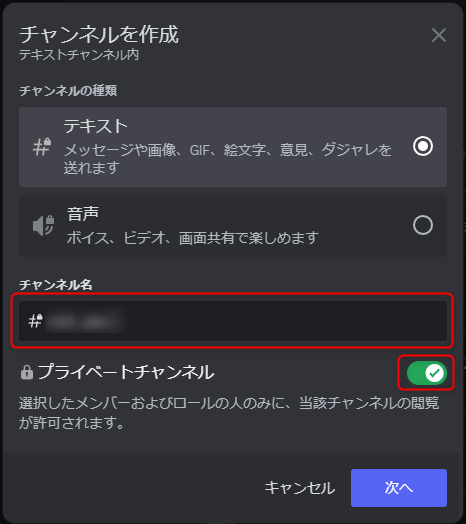 チャンネルを作成
テキストチャンネル内
チャンネルの種類
テキスト
メッセージや画像、GIF、絵文字、意見、ダジャレを
送れます
音声
ボイス、ビデオ、画面共有で楽しめます
チャンネル名
プライベートチャンネル
選択したメンバーおよびロールの人のみに、当該チャンネルの閲覧
が許可されます。
キャンセル
次へ